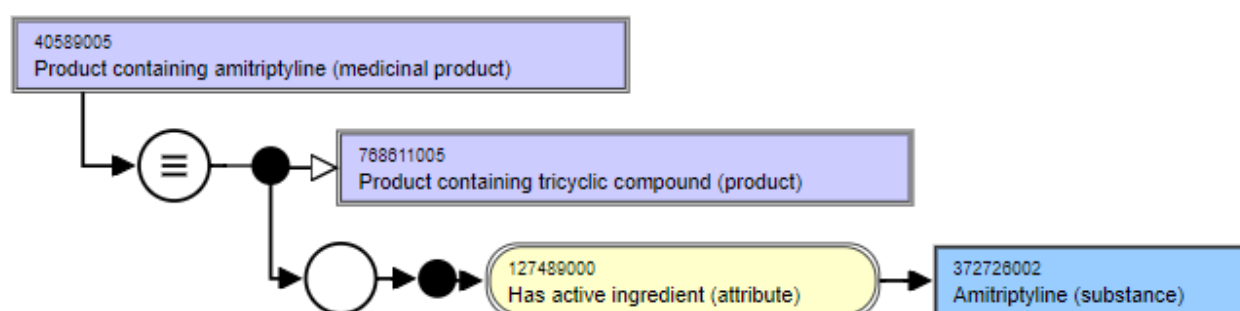 40589005
Product containing amitriptyline (medicinal product)
768611005
Product containing tricyclic compound (product)
127489000
Has active ingredient (attribute)
372726002
Amitriptyline (substance)